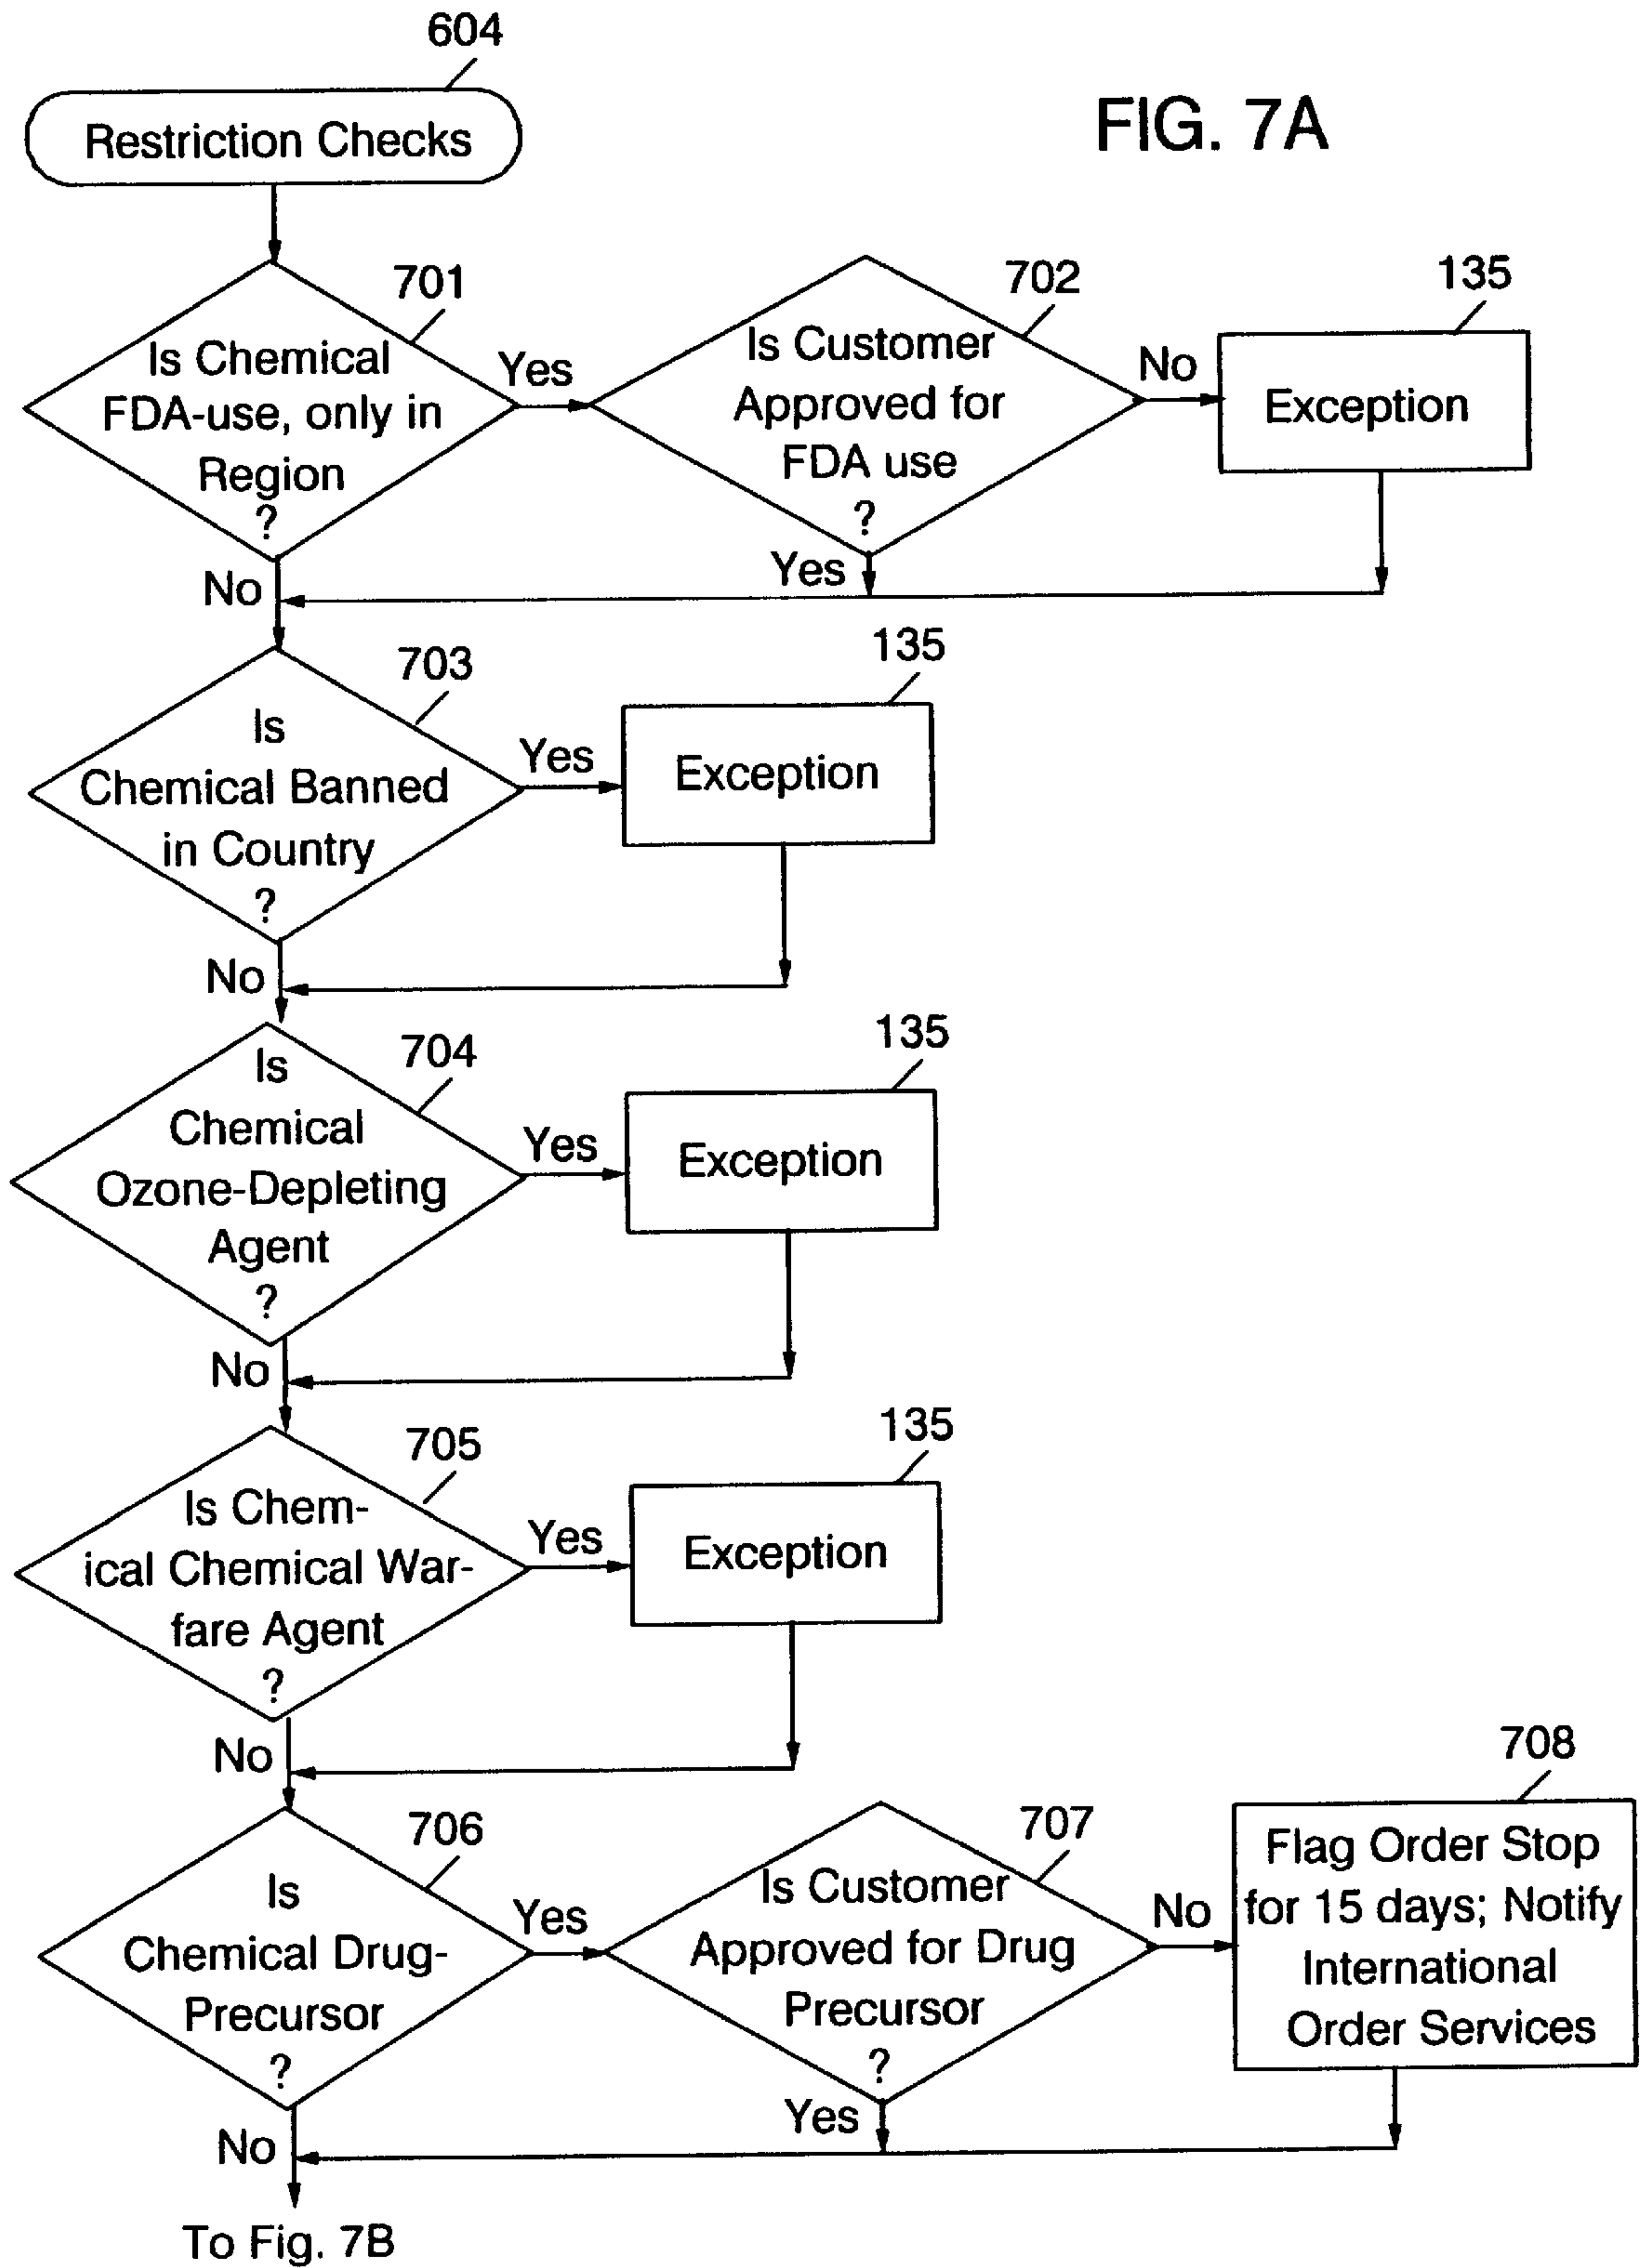 604
Restriction Checks
FIG. 7A
701
Is Chemical
FDA-use, only in
Region
?
Yes
702
Is Customer
Approved for
FDA use
?
No
135
Exception
Yes
No
703
Is
Chemical Banned
in Country
?
Yes
135
Exception
No
704
Is
Chemical
Ozone-Depleting
Agent
?
Yes
135
Exception
No
705
Is Chem-
ical Chemical War-
fare Agent
?
Yes
135
Exception
No
706
Is
Chemical Drug-
Precursor
?
Yes
707
Is Customer
Approved for Drug
Precursor
?
No
708
Flag Order Stop
for 15 days; Notify
International
Order Services
Yes
No
To Fig. 7B